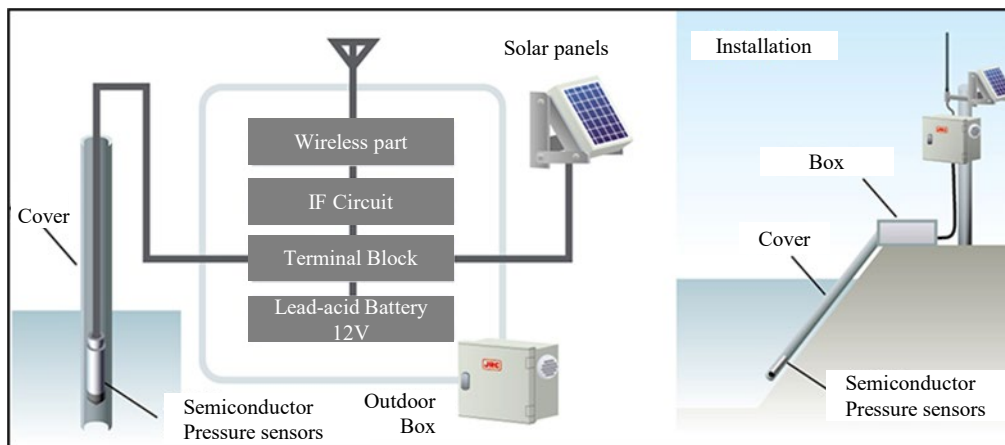 Solar panels
Wireless part
IF Circuit
Terminal Block
Lead-acid Battery
12V
Cover
Semiconductor
Pressure sensors
Outdoor
Box
JRC
Installation
JRC
Box
Cover
Semiconductor
Pressure sensors